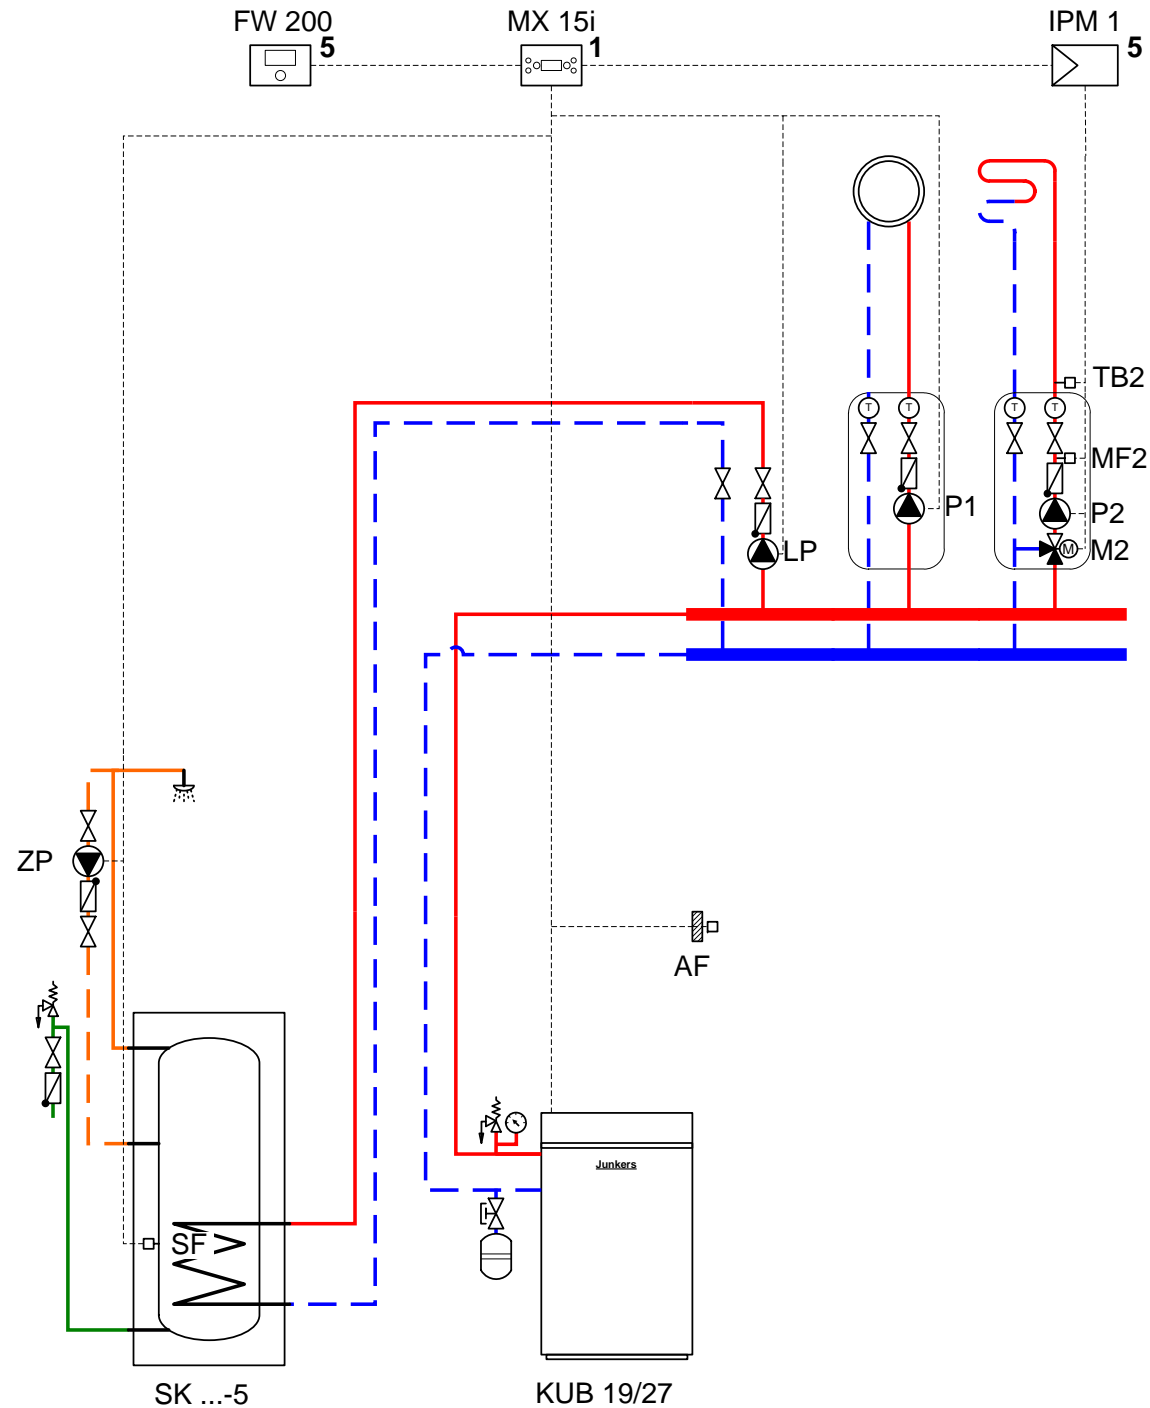 FW 200
5
MX 15i
1
IPM 1
5
TB2
T
T
T
T
MF2
P1
P2
LP
M
M2
ZP
AF
Junkers
SF
SK ...-5
KUB 19/27